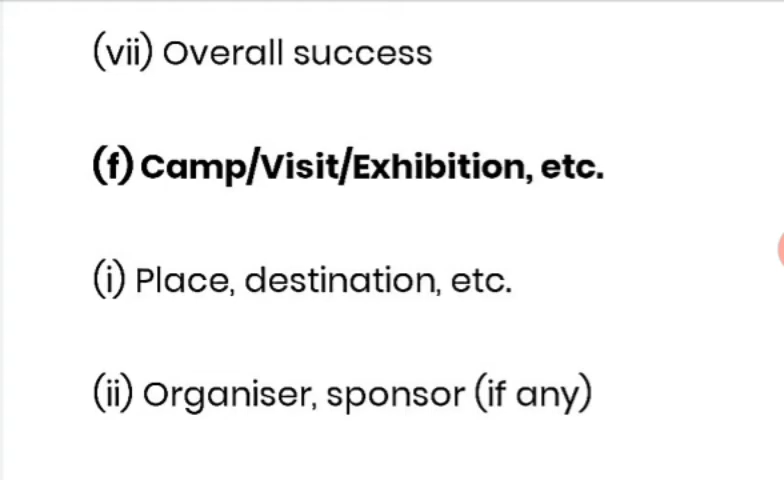 (vii) Overall success
(f) Camp/Visit/Exhibition, etc.
(i) Place, destination, etc.
(ii) Organiser, sponsor (if any)